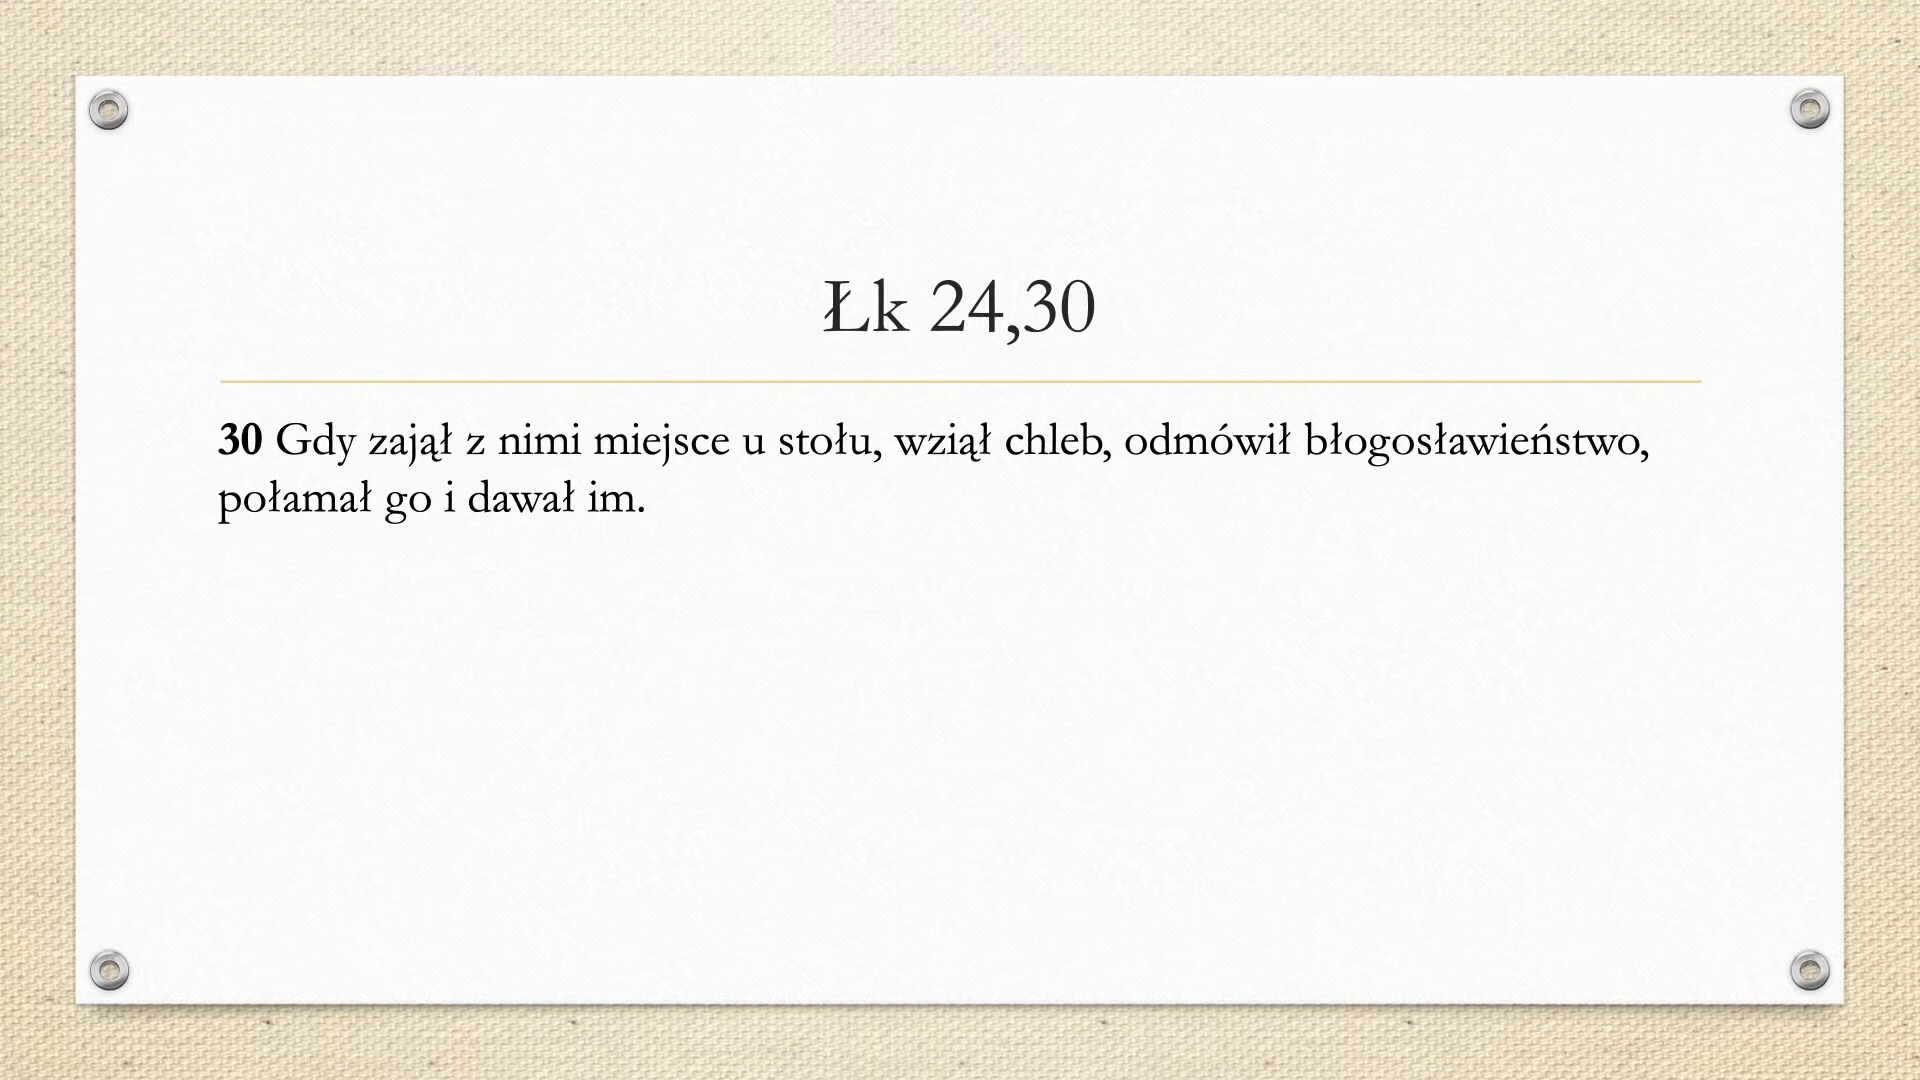 Łk 24,30
30 Gdy zajął z nimi miejsce u stołu, wziął chleb, odmówił błogosławieństwo,
połamał go i dawał im.